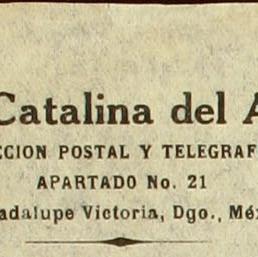 Catalina del A
CCION POSTAL Y TELEGRAF
APARTADO No. 21
adalupe Victoria, Dgo., Méx